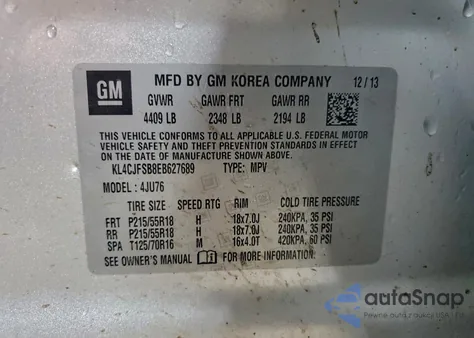 GM
MFD BY GM KOREA COMPANY 12/13
GVWR GAWR FRT GAWR RR
4409 LB 2348 LB 2194 LB
THIS VEHICLE CONFORMS TO ALL APPLICABLE U.S. FEDERAL MOTOR
VEHICLE SAFETY AND THEFT PREVENTION STANDARDS IN EFFECT
ON THE DATE OF MANUFACTURE SHOWN ABOVE.
KL4CJFSB8EB627689 TYPE: MPV
MODEL: 4JU76
TIRE SIZE SPEED RTG RIM COLD TIRE PRESSURE
FRT P215/55R18 H 18x7.0J 240KPA, 35 PSI
RR P215/55R18 H 18x7.0J 240KPA, 35 PSI
SPA T125/70R16 M 16x4.0T 420KPA, 60 PSI
SEE OWNER'S MANUAL FOR MORE INFORMATION.
autoSnap